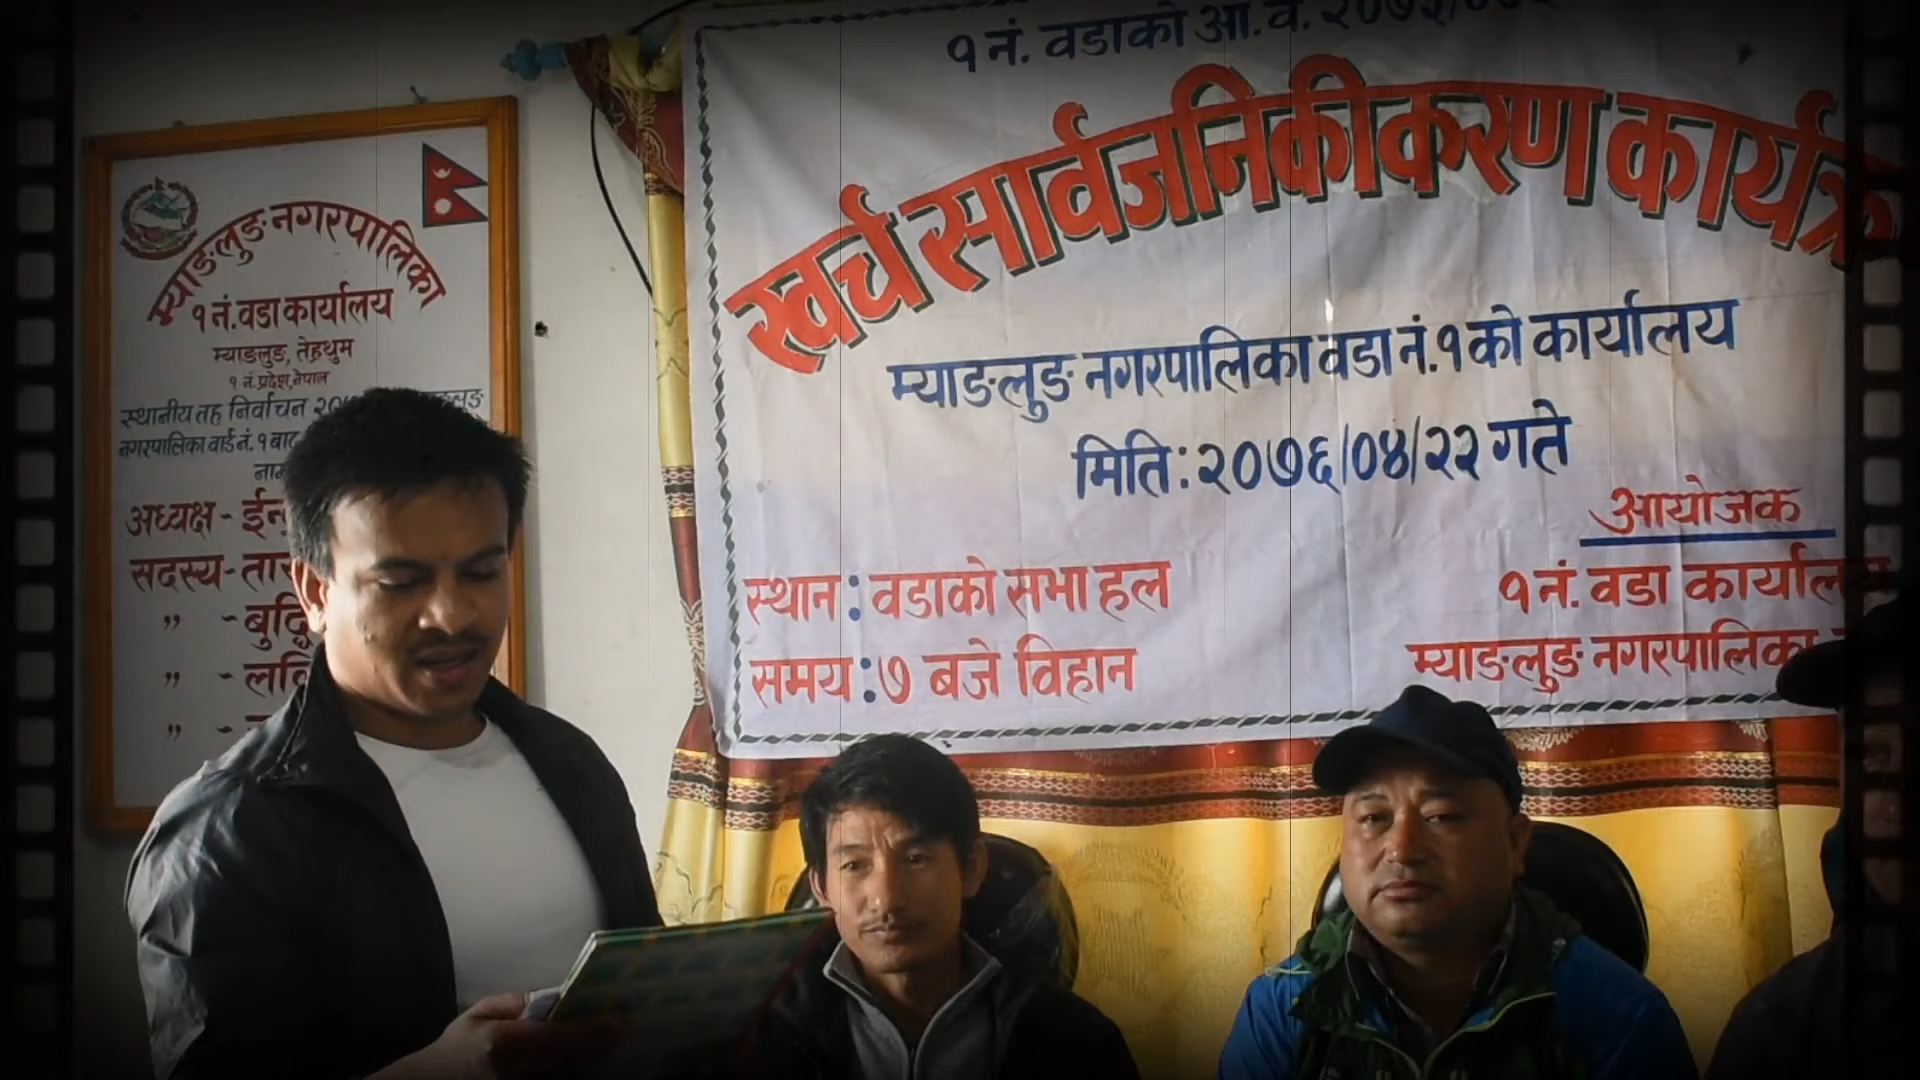 म्याङलुङ नगरपालिका
१ नं. वडा कार्यालय
म्याङलुङ, तेह्रथुम
१ नं. प्रदेश, नेपाल
स्थानीय तह निर्वाचन
नगरपालिका वार्ड नं. १ बाट
अध्यक्ष -
सदस्य -
" -
" -
" -
१ नं. वडाको आ.व.
खर्च सार्वजनिकीकरण
म्याङलुङ नगरपालिका वडा नं. १ को कार्यालय
मिति : २०७६/०४/२२ गते
आयोजक
स्थान : वडाको सभा हल
समय : ७ बजे विहान
१ नं. वडा
म्याङलुङ नगरपालिका